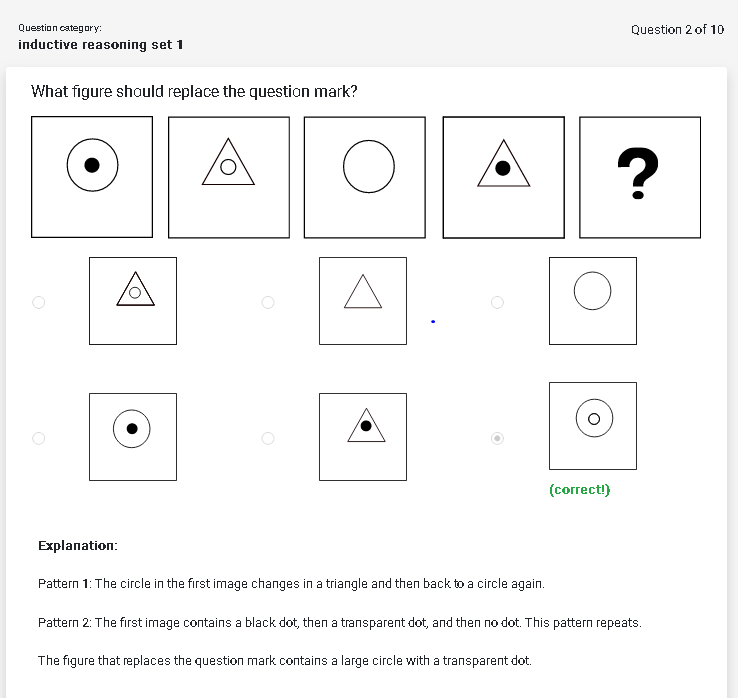 Question category:
inductive reasoning set 1
Question 2 of 10
What figure should replace the question mark?
?
(correct!)
Explanation:
Pattern 1: The circle in the first image changes in a triangle and then back to a circle again.
Pattern 2: The first image contains a black dot, then a transparent dot, and then no dot. This pattern repeats.
The figure that replaces the question mark contains a large circle with a transparent dot.